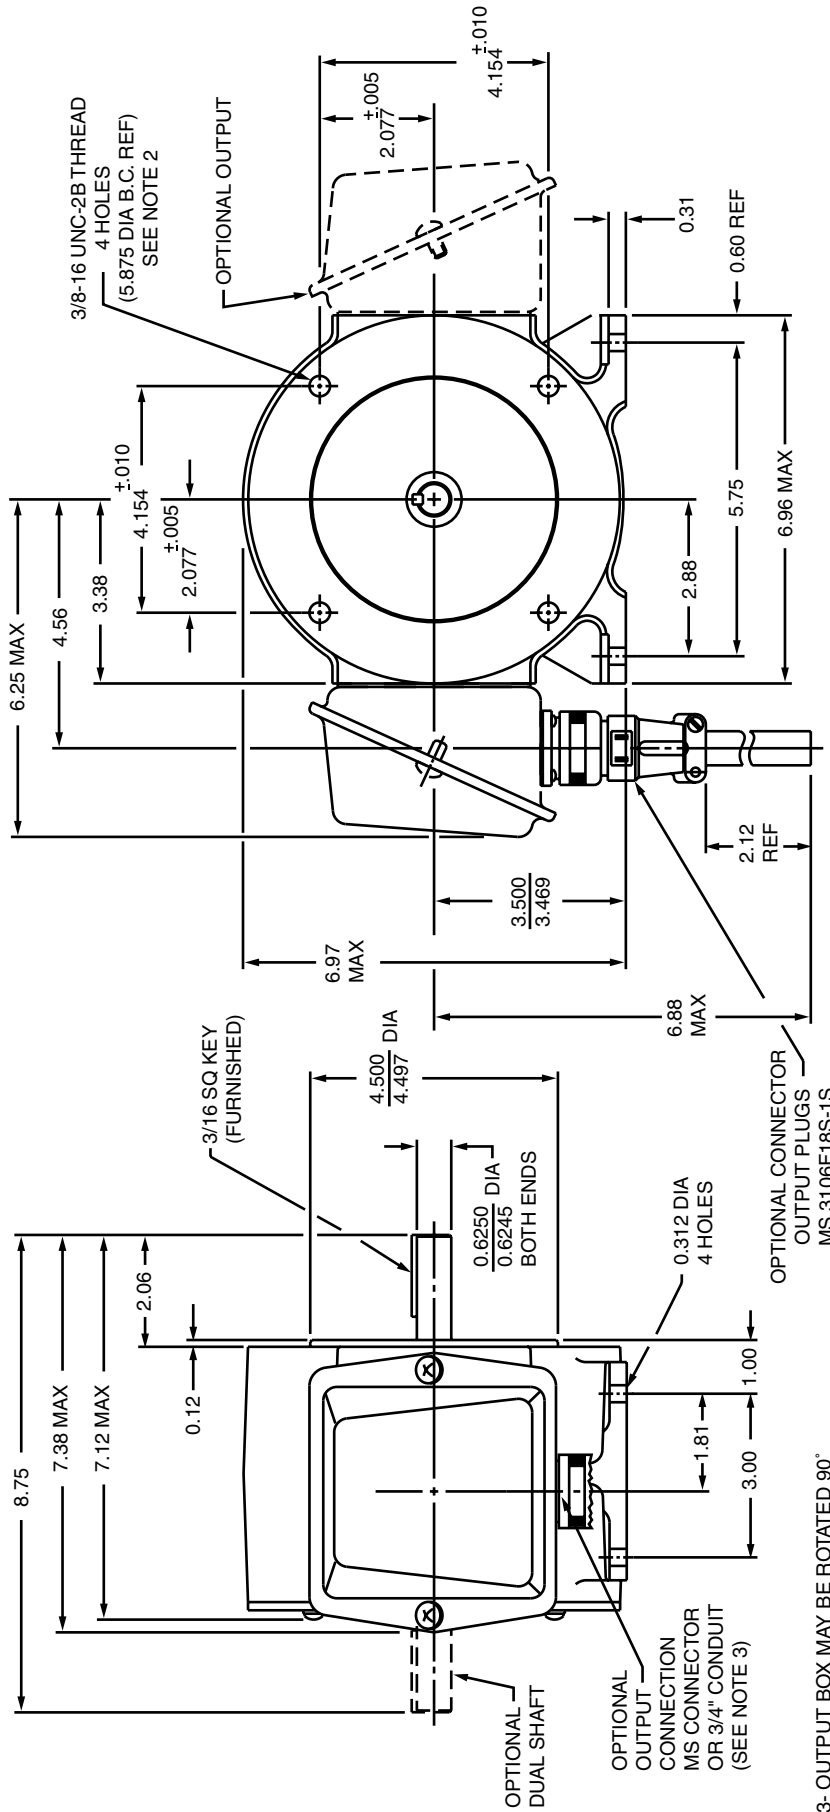 8.75
7.38 MAX
7.12 MAX
2.06
0.12
3/16 SQ KEY
(FURNISHED)
4.500
4.497
DIA
0.6250
0.6245
DIA
BOTH ENDS
OPTIONAL
DUAL SHAFT
OPTIONAL
OUTPUT
CONNECTION
MS CONNECTOR
OR 3/4" CONDUIT
(SEE NOTE 3)
1.81
3.00
1.00
0.312 DIA
4 HOLES
6.25 MAX
4.56
3.38
4.154
±.010
2.077
±.005
3/8-16 UNC-2B THREAD
4 HOLES
(5.875 DIA B.C. REF)
SEE NOTE 2
OPTIONAL OUTPUT
2.077
±.005
4.154
±.010
6.97
MAX
3.500
3.469
6.88
MAX
2.12
REF
2.88
5.75
6.96 MAX
0.31
0.60 REF
OPTIONAL CONNECTOR
OUTPUT PLUGS
MS 3106F18S-1S
3- OUTPUT BOX MAY BE ROTATED 90°